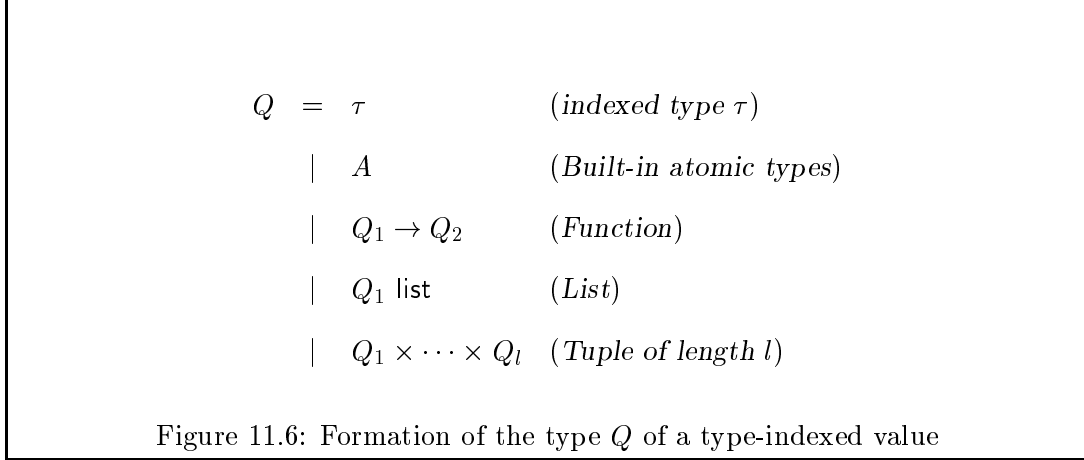 Q = τ (indexed type τ)
| A (Built-in atomic types)
| Q₁ → Q₂ (Function)
| Q₁ list (List)
| Q₁ × ⋯ × Qₗ (Tuple of length l)
Figure 11.6: Formation of the type Q of a type-indexed value